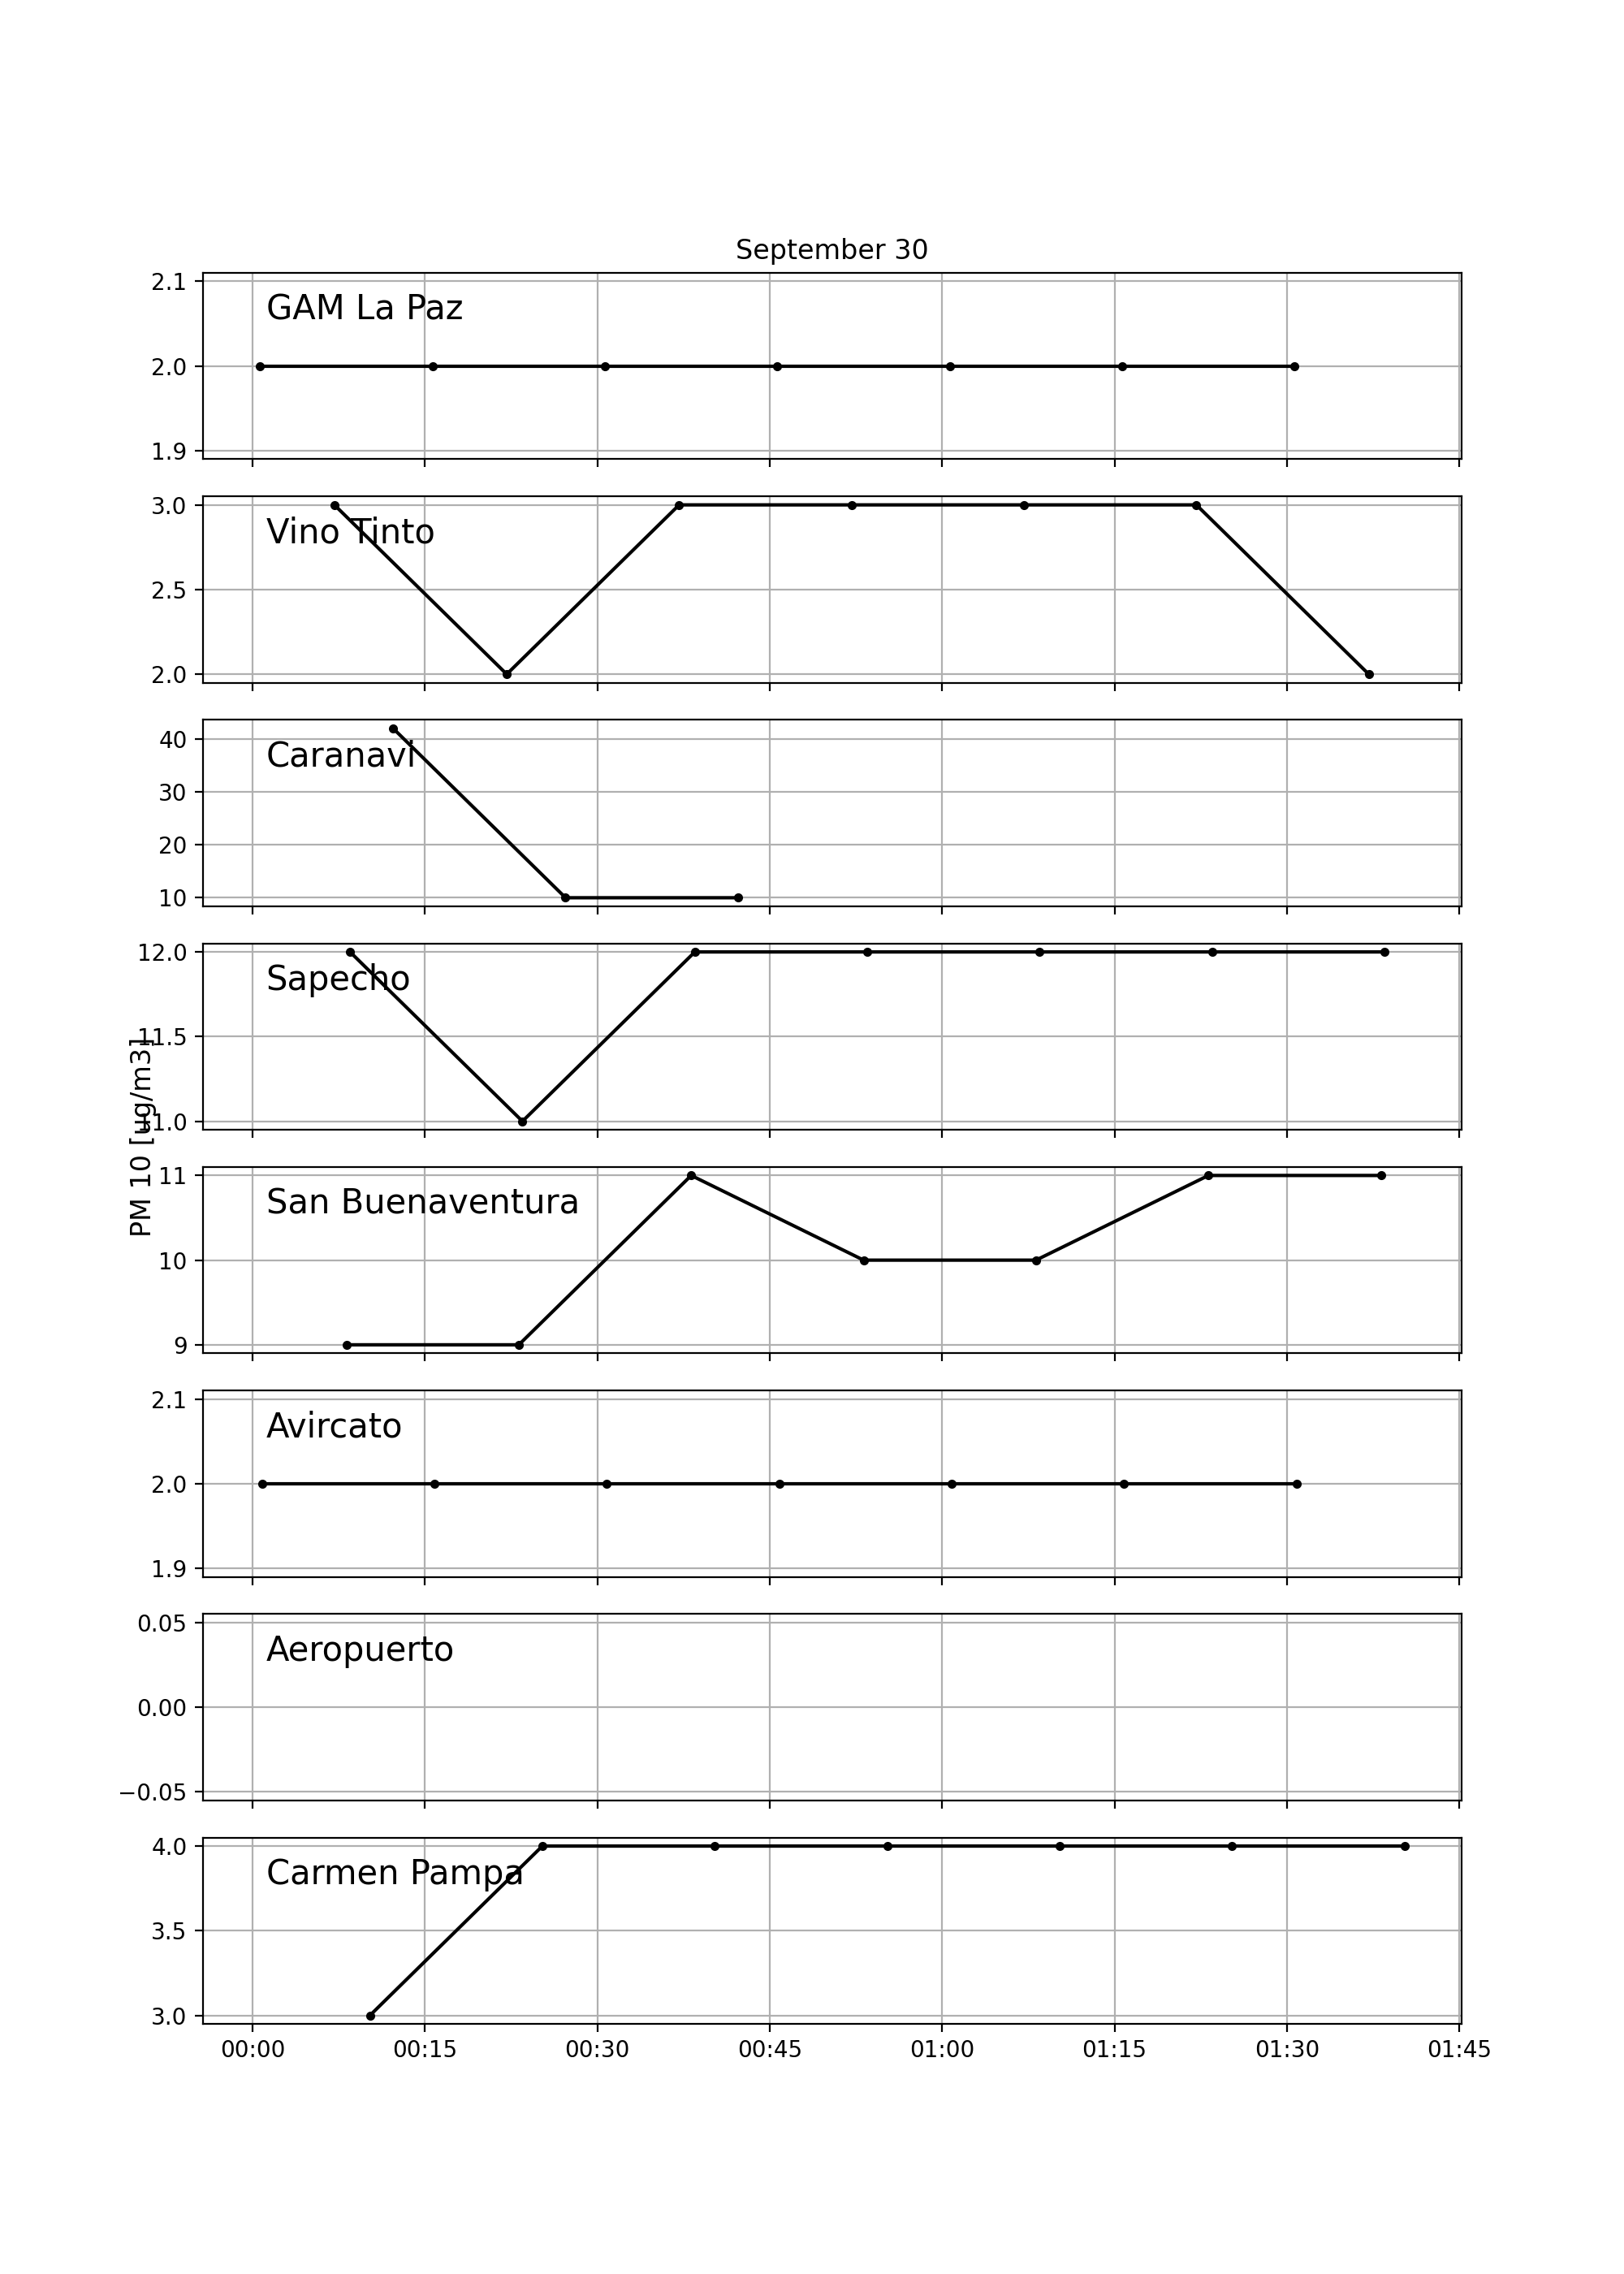 September 30
2.1
GAM La Paz
2.0
1.9
3.0
Vino Tinto
2.5
2.0
40
Caranavi
30
20
10
12.0
Sapecho
11.5
11.0
PM 10 [ug/m3]
11
San Buenaventura
10
9
2.1
Avircato
2.0
1.9
0.05
Aeropuerto
0.00
−0.05
4.0
Carmen Pampa
3.5
3.0
00:00 00:15 00:30 00:45 01:00 01:15 01:30 01:45